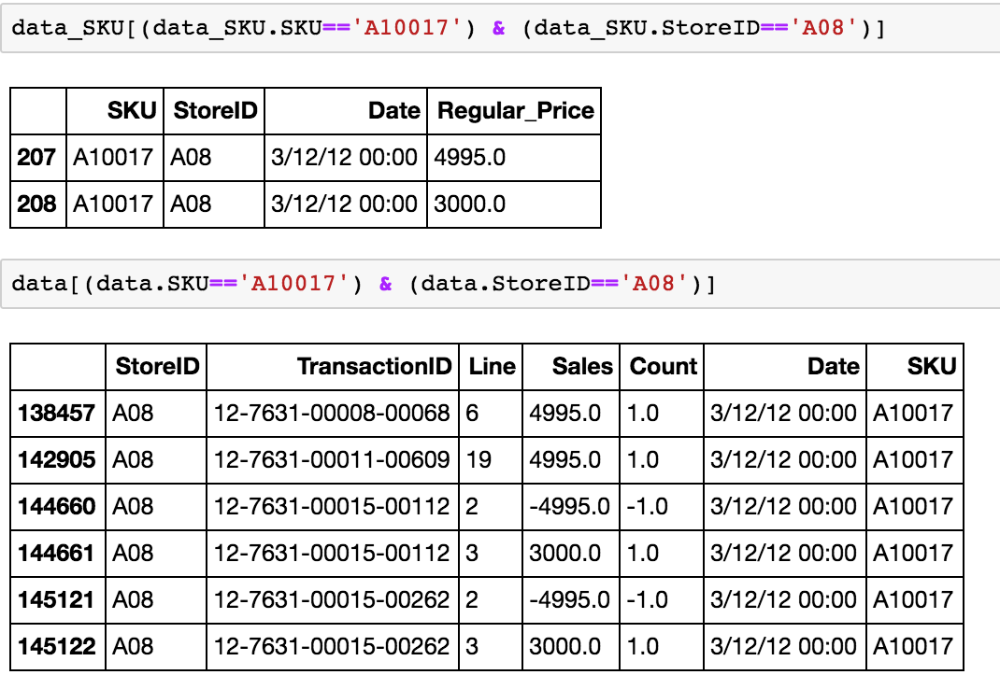 data_SKU[(data_SKU.SKU=='A10017') & (data_SKU.StoreID=='A08')]
SKU StoreID Date Regular_Price
207 A10017 A08 3/12/12 00:00 4995.0
208 A10017 A08 3/12/12 00:00 3000.0
data[(data.SKU=='A10017') & (data.StoreID=='A08')]
StoreID TransactionID Line Sales Count Date SKU
138457 A08 12-7631-00008-00068 6 4995.0 1.0 3/12/12 00:00 A10017
142905 A08 12-7631-00011-00609 19 4995.0 1.0 3/12/12 00:00 A10017
144660 A08 12-7631-00015-00112 2 -4995.0 -1.0 3/12/12 00:00 A10017
144661 A08 12-7631-00015-00112 3 3000.0 1.0 3/12/12 00:00 A10017
145121 A08 12-7631-00015-00262 2 -4995.0 -1.0 3/12/12 00:00 A10017
145122 A08 12-7631-00015-00262 3 3000.0 1.0 3/12/12 00:00 A10017